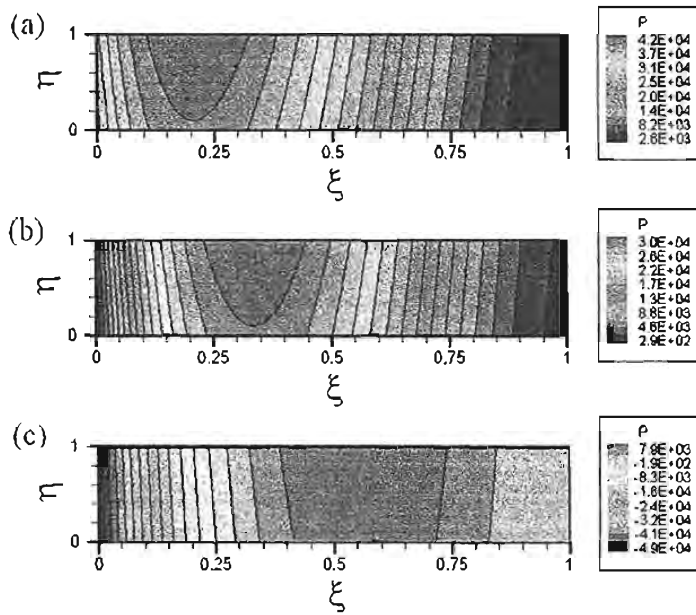 (a)
η
1
0
0
0.25
0.5
0.75
1
ξ
P
4.2E+04
3.7E+04
3.1E+04
2.5E+04
2.0E+04
1.4E+04
8.2E+03
2.6E+03
(b)
η
1
0
0
0.25
0.5
0.75
1
ξ
P
3.0E+04
2.6E+04
2.2E+04
1.7E+04
1.3E+04
8.8E+03
4.6E+03
2.9E+02
(c)
η
1
0
0
0.25
0.5
0.75
1
ξ
P
7.9E+03
-1.9E+02
-8.3E+03
-1.6E+04
-2.4E+04
-3.2E+04
-4.1E+04
-4.9E+04